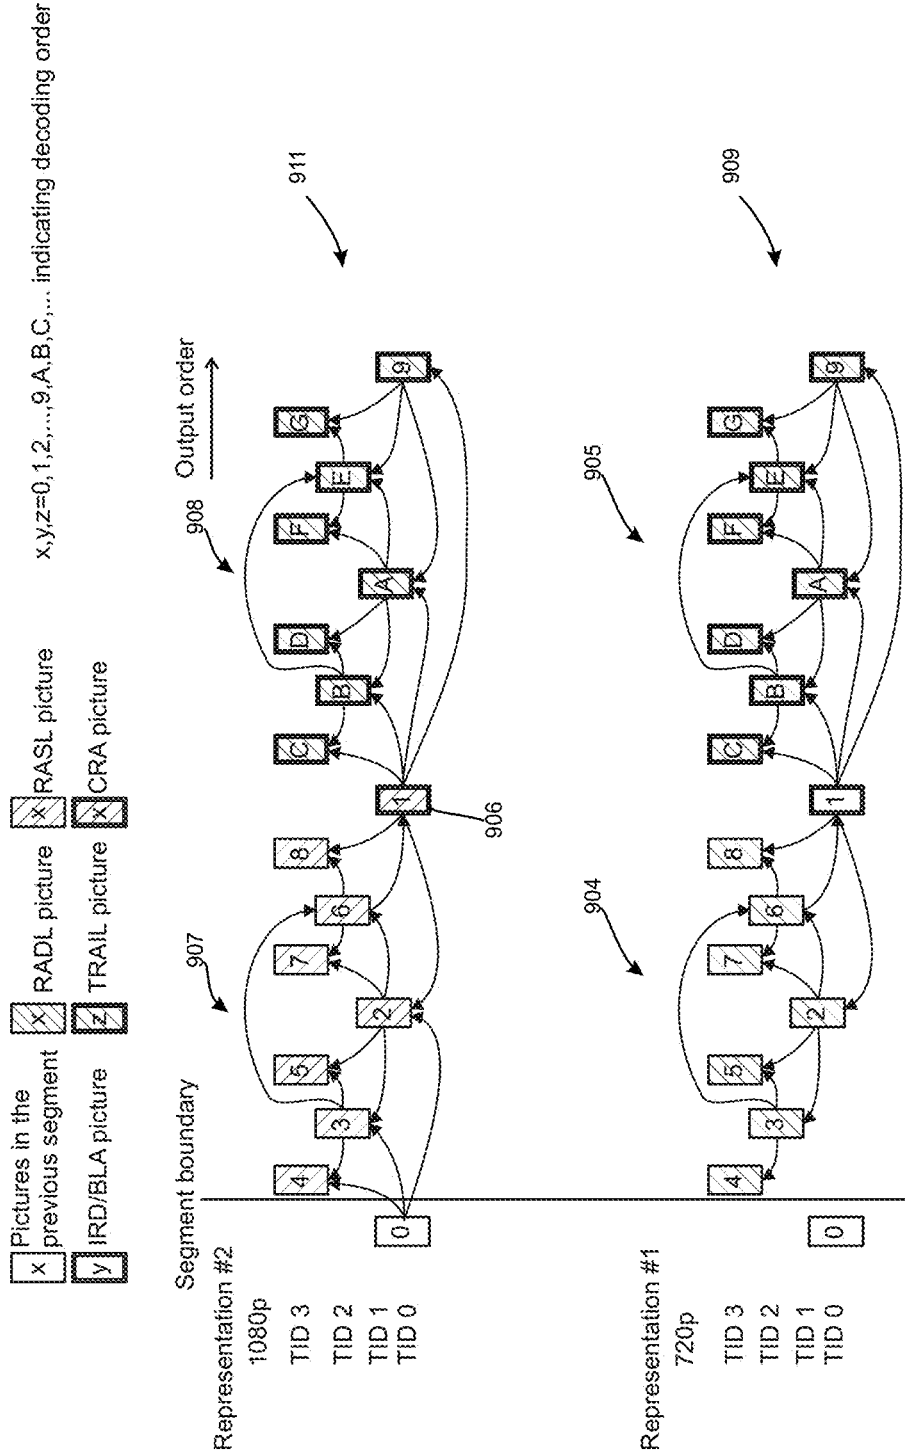 x Pictures in the
previous segment
x RADL picture
x RASL picture
y IRD/BLA picture
z TRAIL picture
x CRA picture
x,y,z=0,1,2,...,9,A,B,C,... indicating decoding order
Segment boundary
Output order
Representation #2
1080p
TID 3
TID 2
TID 1
TID 0
907
908
911
4 5 7 8 C D F G
3 6 B E
2 A
0 1 9
906
Representation #1
720p
TID 3
TID 2
TID 1
TID 0
904
905
909
4 5 7 8 C D F G
3 6 B E
2 A
0 1 9